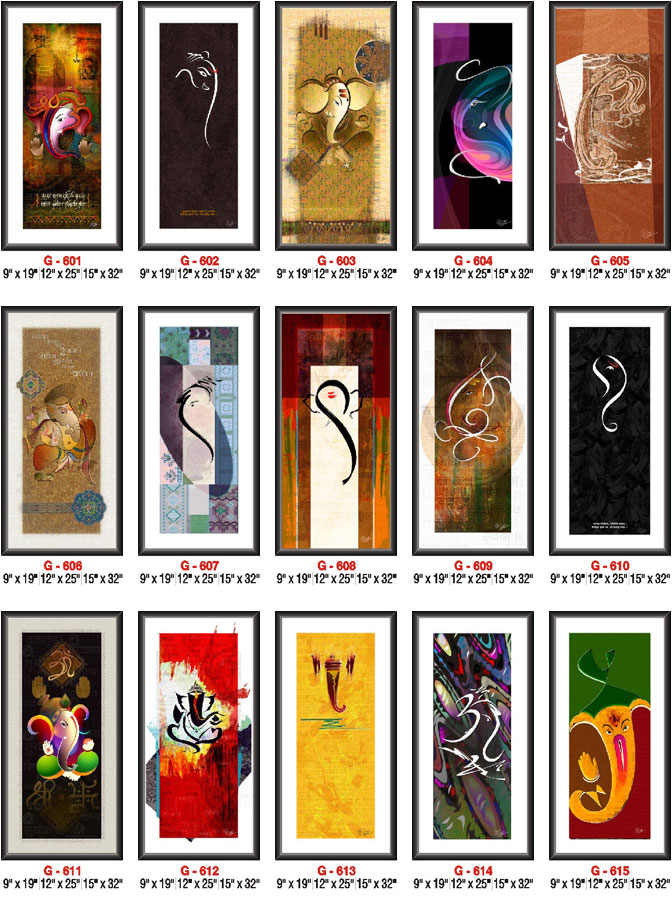 G - 601
9" x 19" 12" x 25" 15" x 32"
G - 602
9" x 19" 12" x 25" 15" x 32"
G - 603
9" x 19" 12" x 25" 15" x 32"
G - 604
9" x 19" 12" x 25" 15" x 32"
G - 605
9" x 19" 12" x 25" 15" x 32"
G - 606
9" x 19" 12" x 25" 15" x 32"
G - 607
9" x 19" 12" x 25" 15" x 32"
G - 608
9" x 19" 12" x 25" 15" x 32"
G - 609
9" x 19" 12" x 25" 15" x 32"
G - 610
9" x 19" 12" x 25" 15" x 32"
G - 611
9" x 19" 12" x 25" 15" x 32"
G - 612
9" x 19" 12" x 25" 15" x 32"
G - 613
9" x 19" 12" x 25" 15" x 32"
G - 614
9" x 19" 12" x 25" 15" x 32"
G - 615
9" x 19" 12" x 25" 15" x 32"